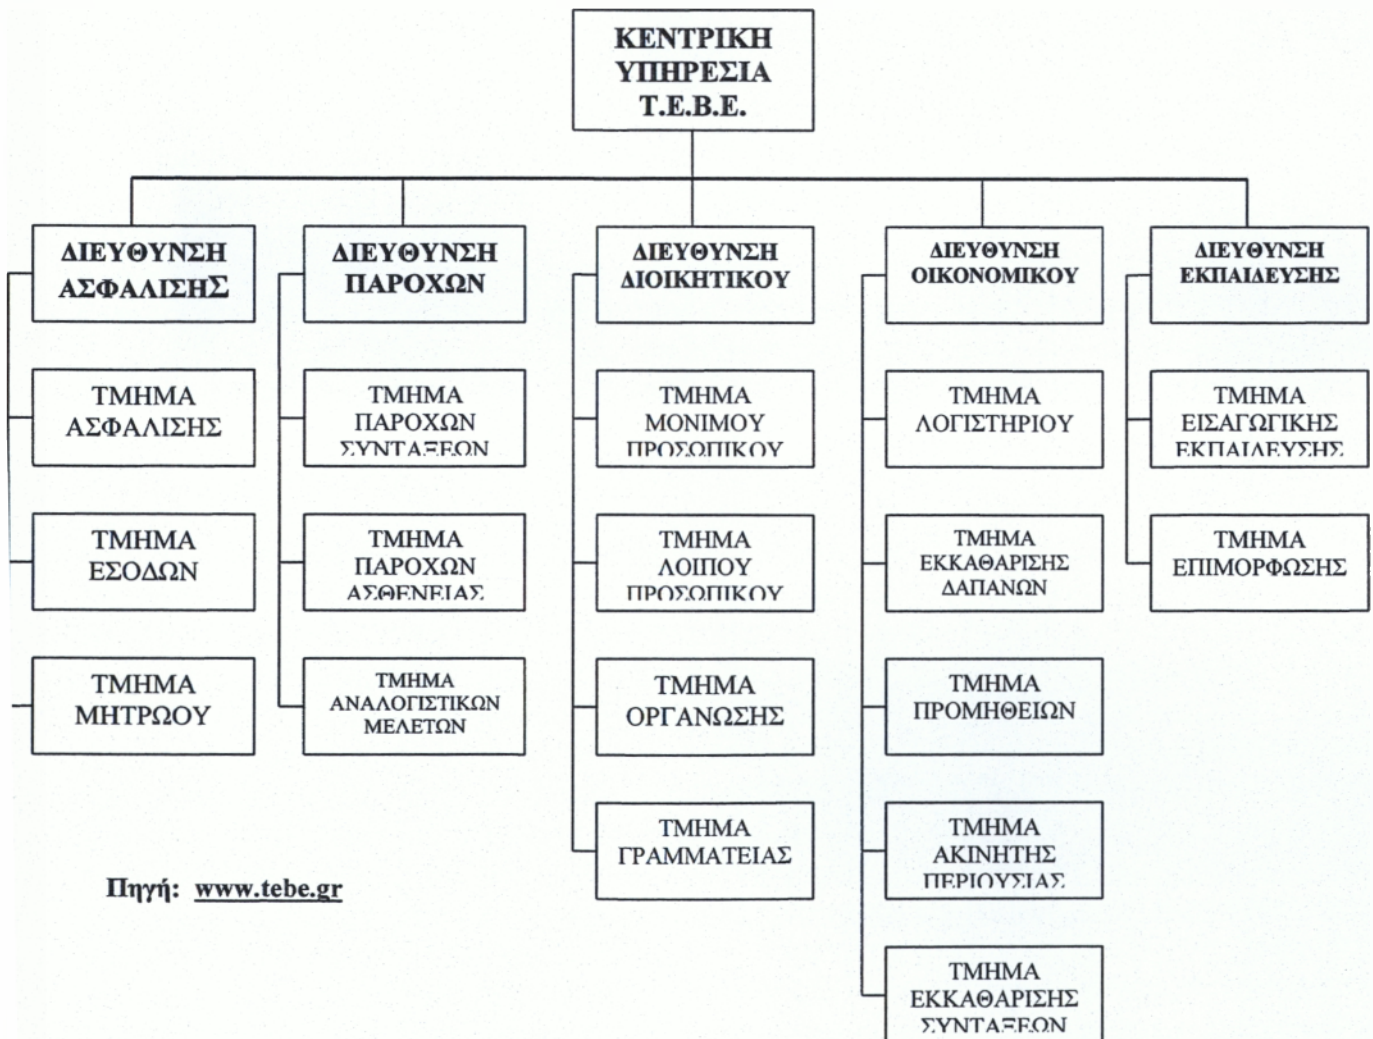 ΚΕΝΤΡΙΚΗ
ΥΠΗΡΕΣΙΑ
Τ.Ε.Β.Ε.
ΔΙΕΥΘΥΝΣΗ
ΑΣΦΑΛΙΣΗΣ
ΤΜΗΜΑ
ΑΣΦΑΛΙΣΗΣ
ΤΜΗΜΑ
ΕΣΟΔΩΝ
ΤΜΗΜΑ
ΜΗΤΡΩΟΥ
ΔΙΕΥΘΥΝΣΗ
ΠΑΡΟΧΩΝ
ΤΜΗΜΑ
ΠΑΡΟΧΩΝ
ΣΥΝΤΑΞΕΩΝ
ΤΜΗΜΑ
ΠΑΡΟΧΩΝ
ΑΣΘΕΝΕΙΑΣ
ΤΜΗΜΑ
ΑΝΑΛΟΓΙΣΤΙΚΩΝ
ΜΕΛΕΤΩΝ
ΔΙΕΥΘΥΝΣΗ
ΔΙΟΙΚΗΤΙΚΟΥ
ΤΜΗΜΑ
ΜΟΝΙΜΟΥ
ΠΡΟΣΩΠΙΚΟΥ
ΤΜΗΜΑ
ΛΟΙΠΟΥ
ΠΡΟΣΩΠΙΚΟΥ
ΤΜΗΜΑ
ΟΡΓΑΝΩΣΗΣ
ΤΜΗΜΑ
ΓΡΑΜΜΑΤΕΙΑΣ
ΔΙΕΥΘΥΝΣΗ
ΟΙΚΟΝΟΜΙΚΟΥ
ΤΜΗΜΑ
ΛΟΓΙΣΤΗΡΙΟΥ
ΤΜΗΜΑ
ΕΚΚΑΘΑΡΙΣΗΣ
ΔΑΠΑΝΩΝ
ΤΜΗΜΑ
ΠΡΟΜΗΘΕΙΩΝ
ΤΜΗΜΑ
ΑΚΙΝΗΤΗΣ
ΠΕΡΙΟΥΣΙΑΣ
ΤΜΗΜΑ
ΕΚΚΑΘΑΡΙΣΗΣ
ΣΥΝΤΑΞΕΩΝ
ΔΙΕΥΘΥΝΣΗ
ΕΚΠΑΙΔΕΥΣΗΣ
ΤΜΗΜΑ
ΕΙΣΑΓΩΓΙΚΗΣ
ΕΚΠΑΙΔΕΥΣΗΣ
ΤΜΗΜΑ
ΕΠΙΜΟΡΦΩΣΗΣ
Πηγή: www.tebe.gr